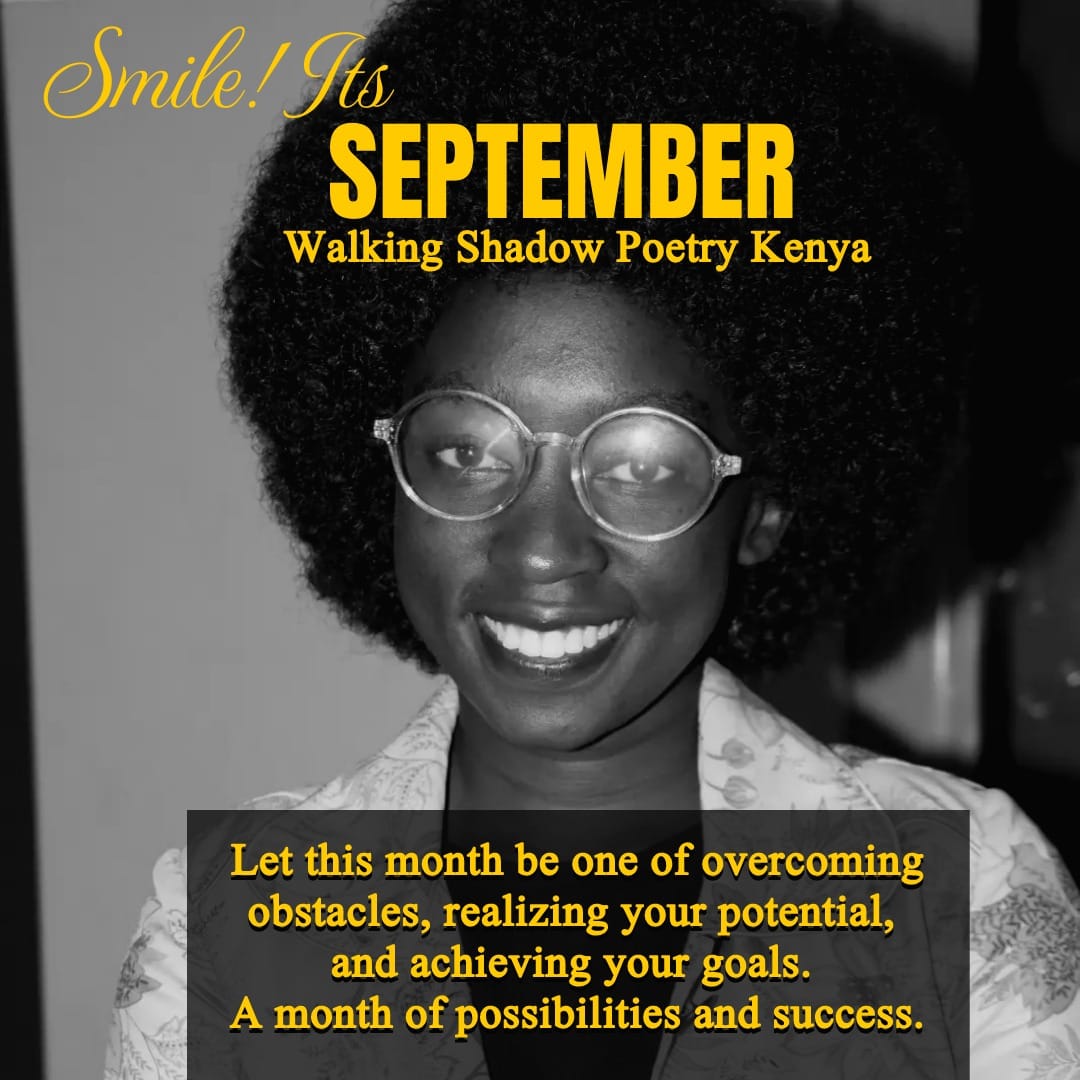 Smile! Its
SEPTEMBER
Walking Shadow Poetry Kenya
Let this month be one of overcoming
obstacles, realizing your potential,
and achieving your goals.
A month of possibilities and success.